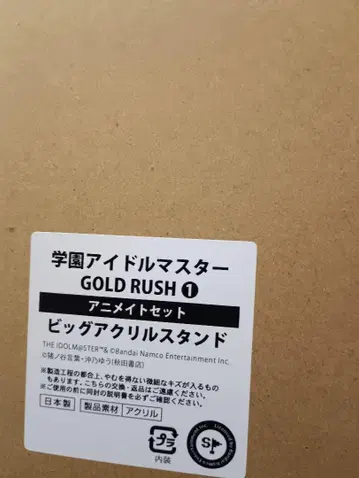 学園アイドルマスター
GOLD RUSH ❶
アニメイトセット
ビッグアクリルスタンド
THE IDOLM@STER™& ©Bandai Namco Entertainment Inc.
©猪ノ谷言葉・沖乃ゆう(秋田書店)
※製造工程の都合上、やむを得ない微細なキズが入るもの
もあります。こちらの交換・返品はご遠慮ください。
※ご使用の前に同封の説明書を必ずご確認ください。
日本製 製品素材 アクリル
プラ
内装
S